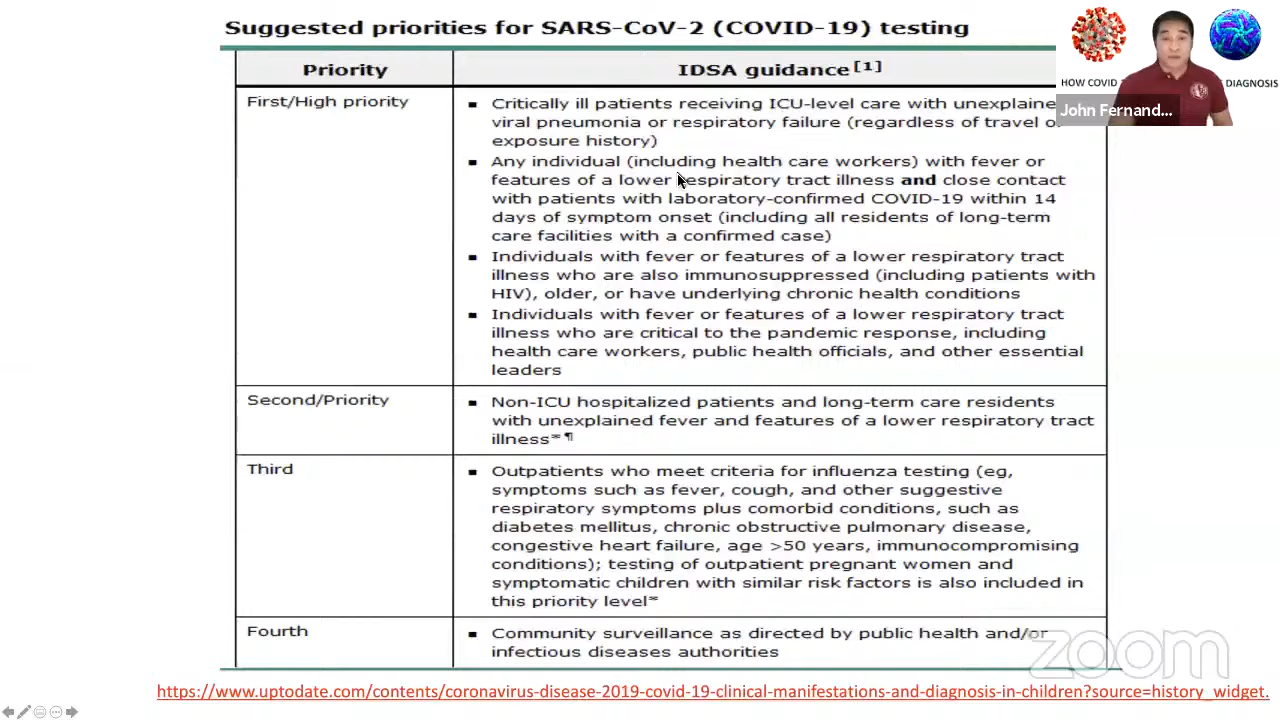 Suggested priorities for SARS-CoV-2 (COVID-19) testing
Priority
IDSA guidance[1]
HOW COVID
DIAGNOSIS
John Fernand...
First/High priority
▪ Critically ill patients receiving ICU-level care with unexplaine
viral pneumonia or respiratory failure (regardless of travel o
exposure history)
▪ Any individual (including health care workers) with fever or
features of a lower respiratory tract illness and close contact
with patients with laboratory-confirmed COVID-19 within 14
days of symptom onset (including all residents of long-term
care facilities with a confirmed case)
▪ Individuals with fever or features of a lower respiratory tract
illness who are also immunosuppressed (including patients with
HIV), older, or have underlying chronic health conditions
▪ Individuals with fever or features of a lower respiratory tract
illness who are critical to the pandemic response, including
health care workers, public health officials, and other essential
leaders
Second/Priority
▪ Non-ICU hospitalized patients and long-term care residents
with unexplained fever and features of a lower respiratory tract
illness*¶
Third
▪ Outpatients who meet criteria for influenza testing (eg,
symptoms such as fever, cough, and other suggestive
respiratory symptoms plus comorbid conditions, such as
diabetes mellitus, chronic obstructive pulmonary disease,
congestive heart failure, age >50 years, immunocompromising
conditions); testing of outpatient pregnant women and
symptomatic children with similar risk factors is also included in
this priority level*
Fourth
▪ Community surveillance as directed by public health and/or
infectious diseases authorities
zoom
https://www.uptodate.com/contents/coronavirus-disease-2019-covid-19-clinical-manifestations-and-diagnosis-in-children?source=history_widget.